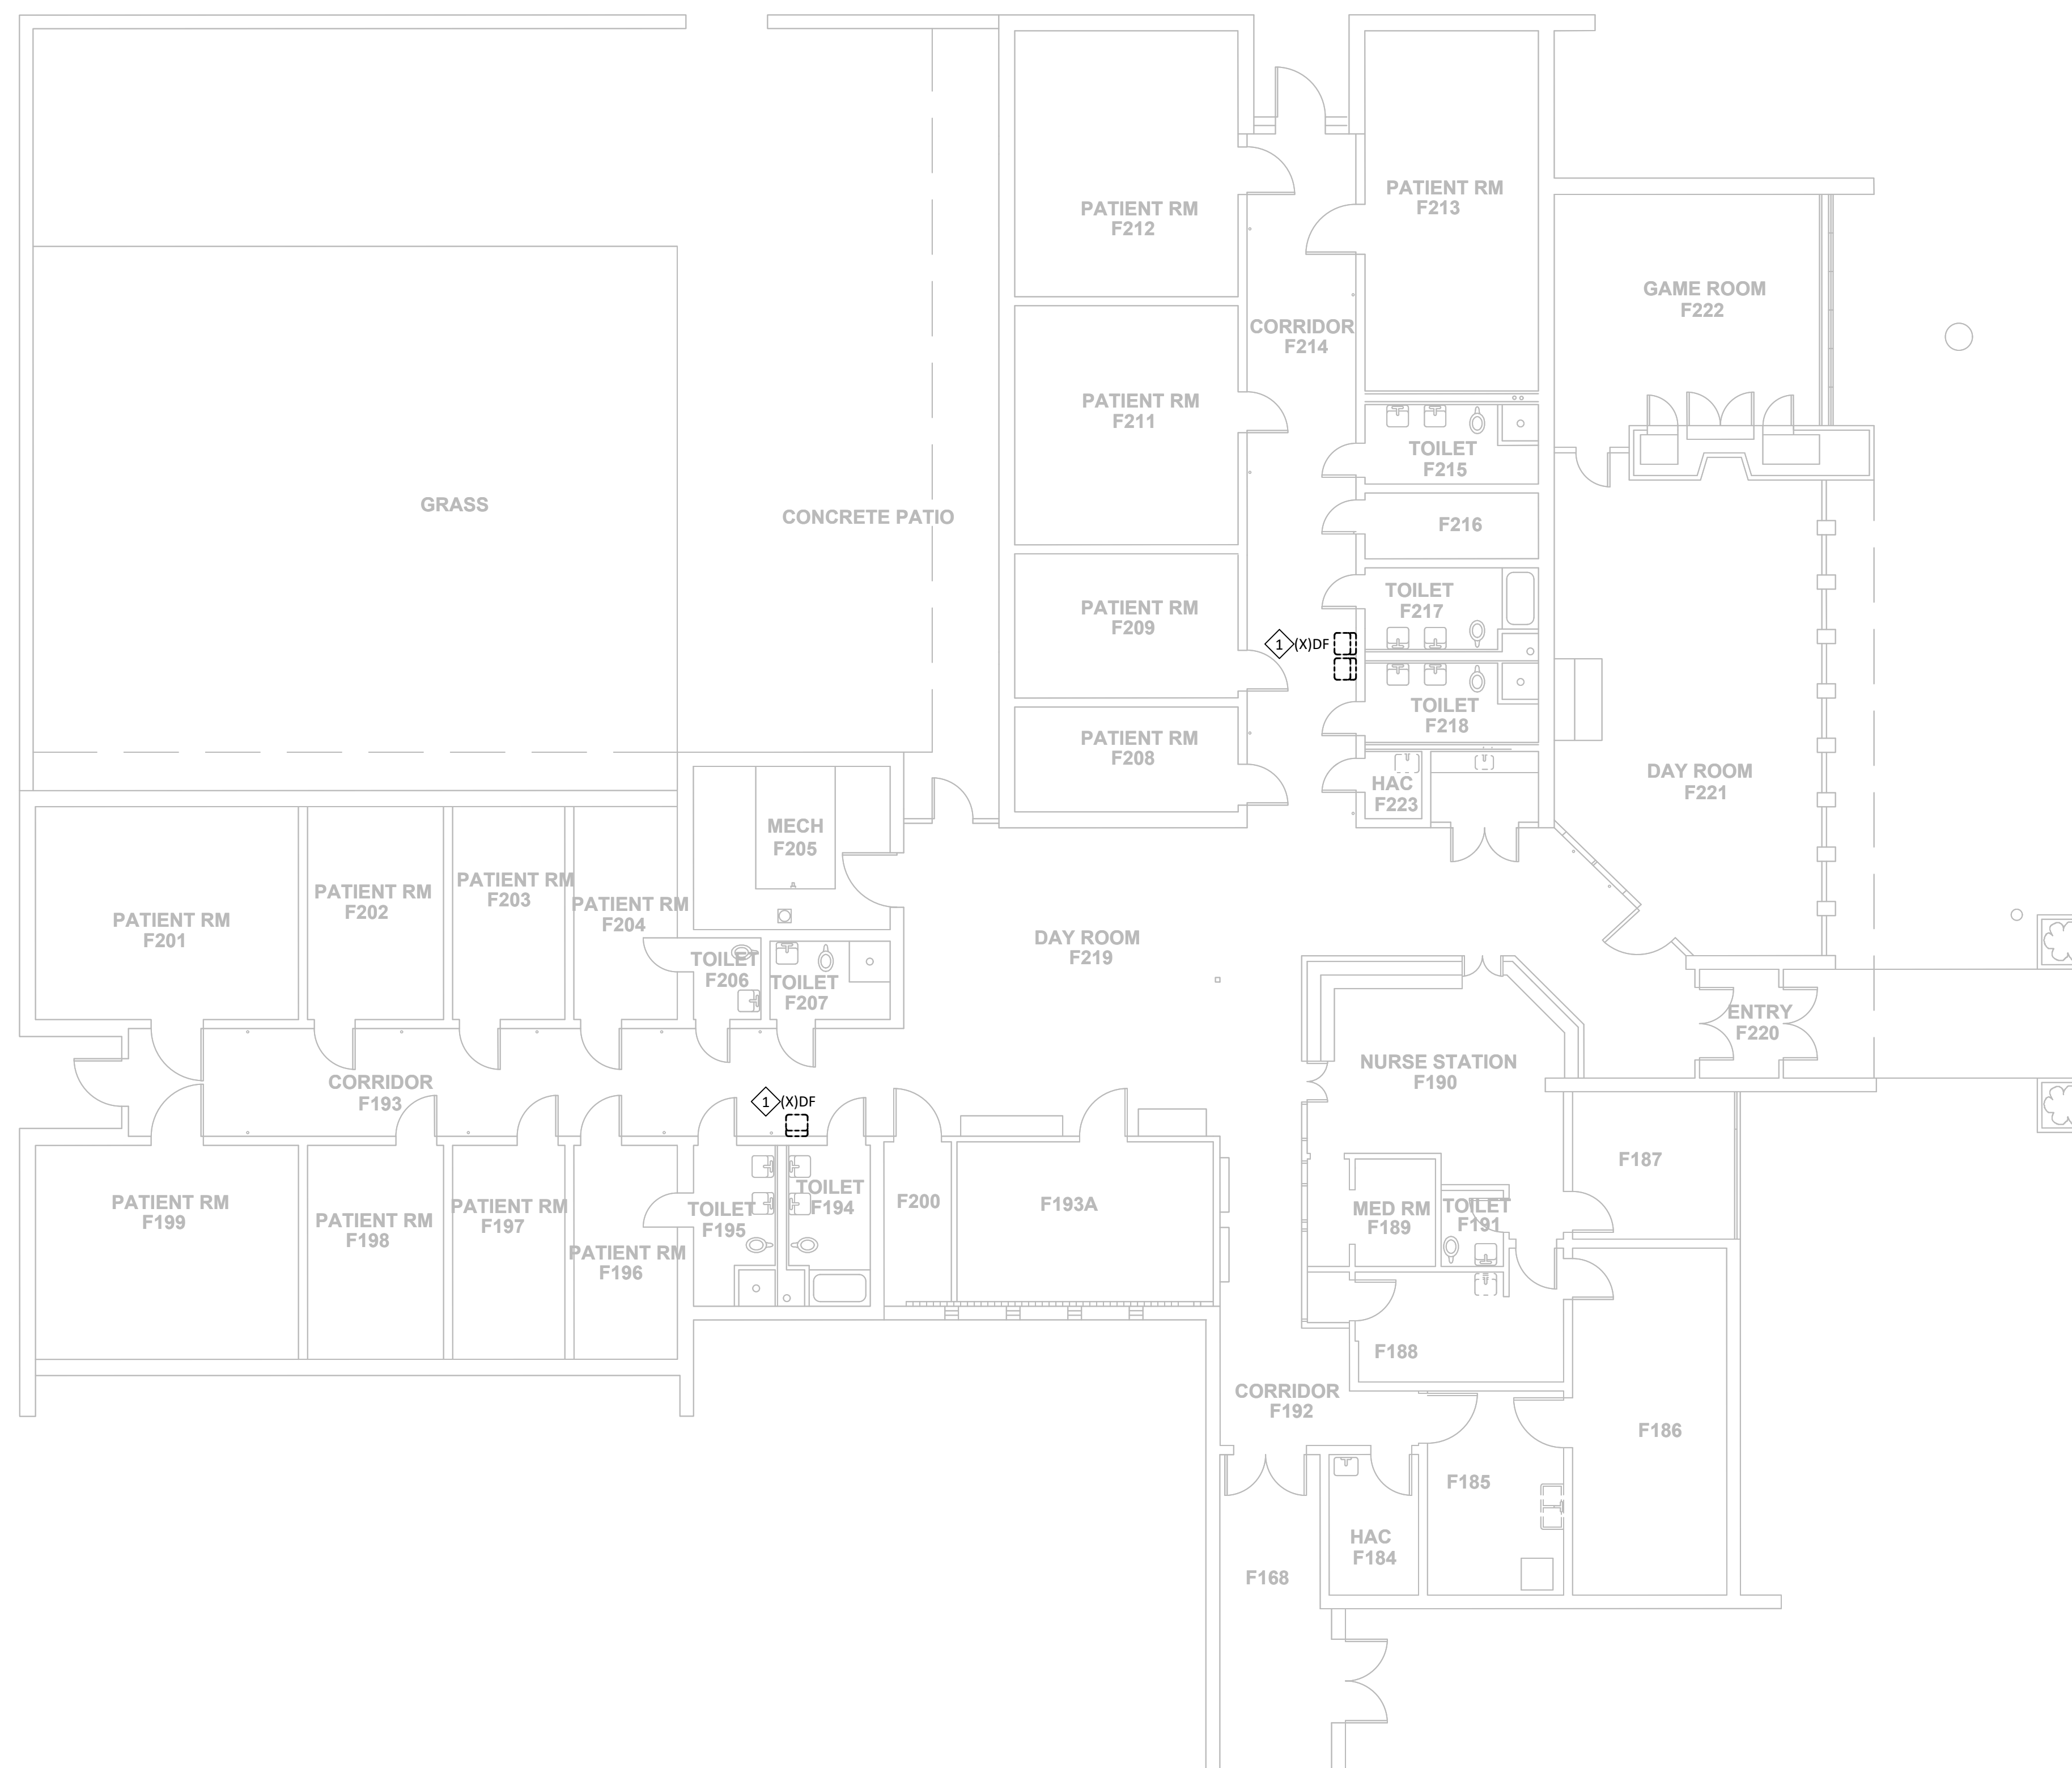 PATIENT RM
F212
PATIENT RM
F213
GAME ROOM
F222
CORRIDOR
F214
PATIENT RM
F211
TOILET
F215
GRASS
CONCRETE PATIO
F216
PATIENT RM
F209
TOILET
F217
1 (X)DF
TOILET
F218
PATIENT RM
F208
HAC
F223
DAY ROOM
F221
MECH
F205
PATIENT RM
F201
PATIENT RM
F202
PATIENT RM
F203
PATIENT RM
F204
TOILET
F206
TOILET
F207
DAY ROOM
F219
ENTRY
F220
NURSE STATION
F190
CORRIDOR
F193
1 (X)DF
PATIENT RM
F199
PATIENT RM
F198
PATIENT RM
F197
PATIENT RM
F196
TOILET
F195
TOILET
F194
F200
F193A
MED RM
F189
TOILET
F191
F187
F188
CORRIDOR
F192
F186
F185
HAC
F184
F168